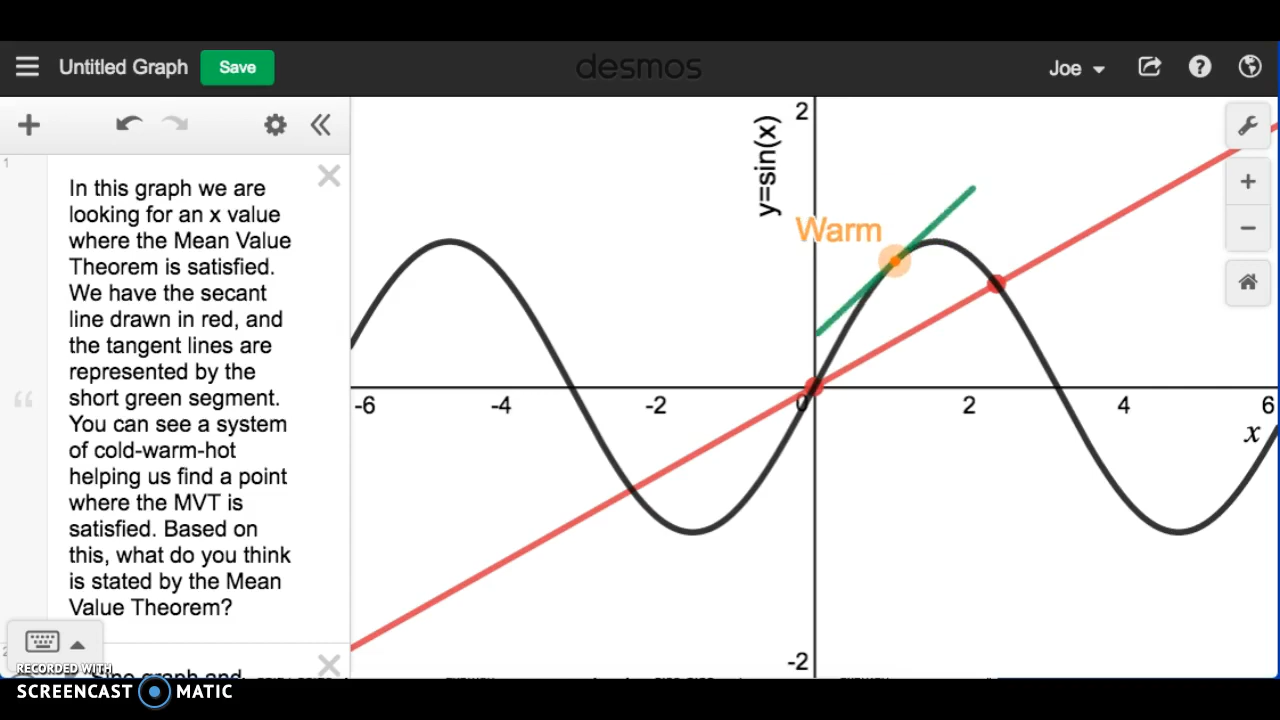 Untitled Graph
Save
desmos
Joe
1
In this graph we are
looking for an x value
where the Mean Value
Theorem is satisfied.
We have the secant
line drawn in red, and
the tangent lines are
represented by the
short green segment.
You can see a system
of cold-warm-hot
helping us find a point
where the MVT is
satisfied. Based on
this, what do you think
is stated by the Mean
Value Theorem?
Sine graph and
2
y=sin(x)
Warm
-6
-4
-2
0
2
4
6
x
-2
RECORDED WITH
SCREENCAST MATIC